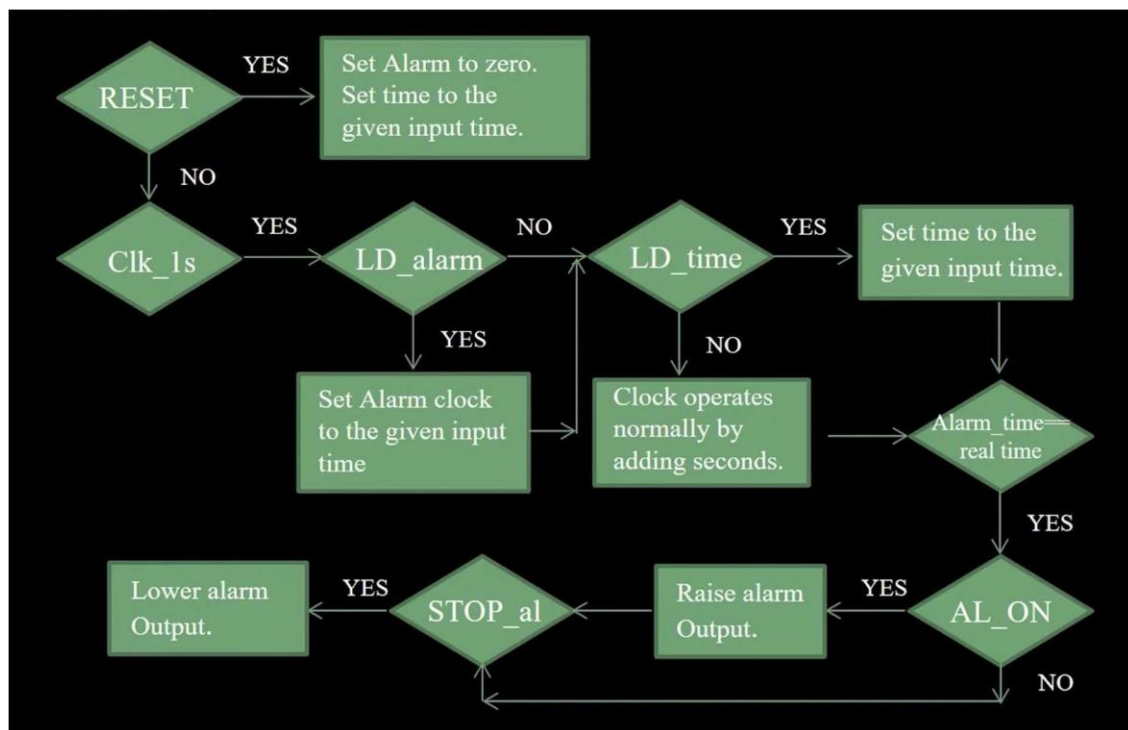 RESET
YES
Set Alarm to zero.
Set time to the
given input time.
NO
Clk_1s
YES
LD_alarm
NO
LD_time
YES
Set time to the
given input time.
YES
NO
Set Alarm clock
to the given input
time
Clock operates
normally by
adding seconds.
Alarm_time==
real time
YES
AL_ON
YES
Raise alarm
Output.
STOP_al
YES
Lower alarm
Output.
NO